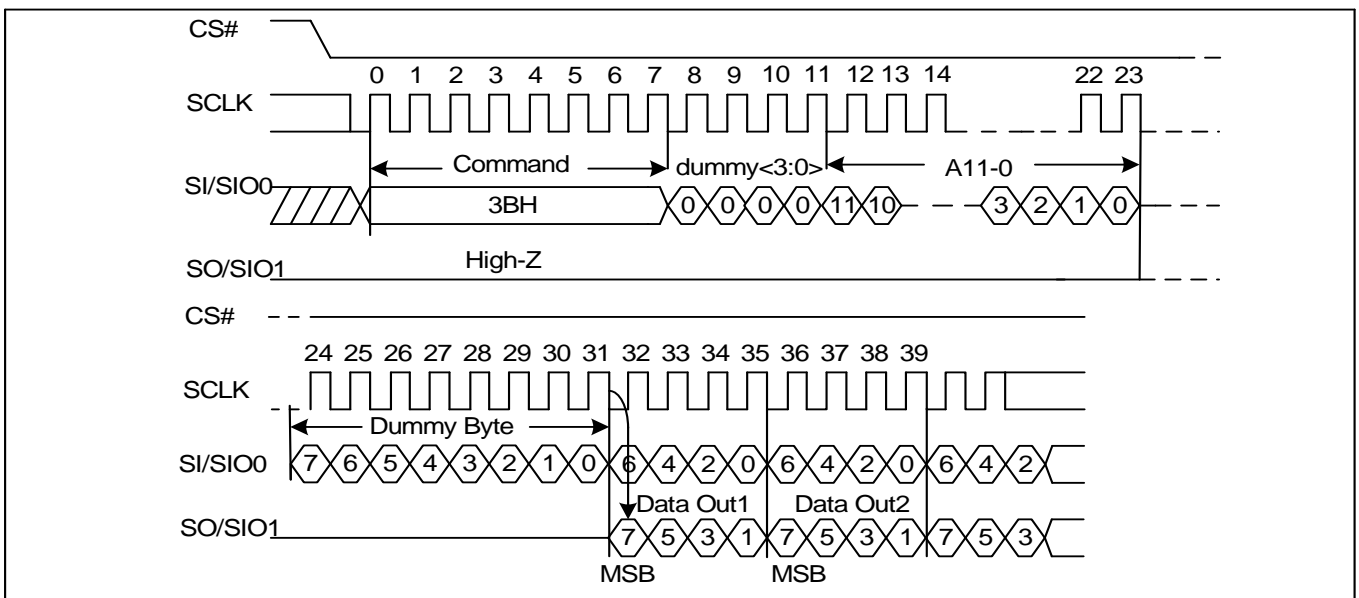 CS#
0 1 2 3 4 5 6 7 8 9 10 11 12 13 14 22 23
SCLK
Command dummy<3:0> A11-0
SI/SIO0
3BH 0 0 0 0 11 10 3 2 1 0
High-Z
SO/SIO1
CS#
24 25 26 27 28 29 30 31 32 33 34 35 36 37 38 39
SCLK
Dummy Byte
SI/SIO0 7 6 5 4 3 2 1 0 6 4 2 0 6 4 2 0 6 4 2
Data Out1 Data Out2
SO/SIO1 7 5 3 1 7 5 3 1 7 5 3
MSB MSB